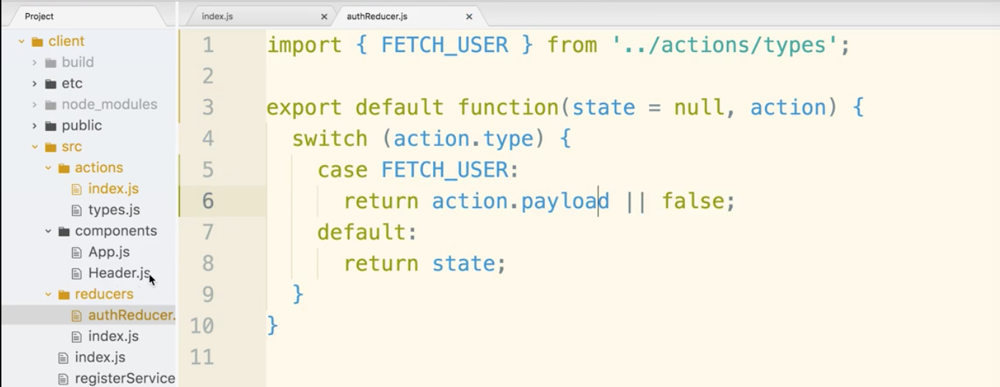 Project
index.js
authReducer.js
client
build
etc
node_modules
public
src
actions
index.js
types.js
components
App.js
Header.js
reducers
authReducer.
index.js
index.js
registerService
1 import { FETCH_USER } from '../actions/types';
2
3 export default function(state = null, action) {
4 switch (action.type) {
5 case FETCH_USER:
6 return action.payload || false;
7 default:
8 return state;
9 }
10 }
11